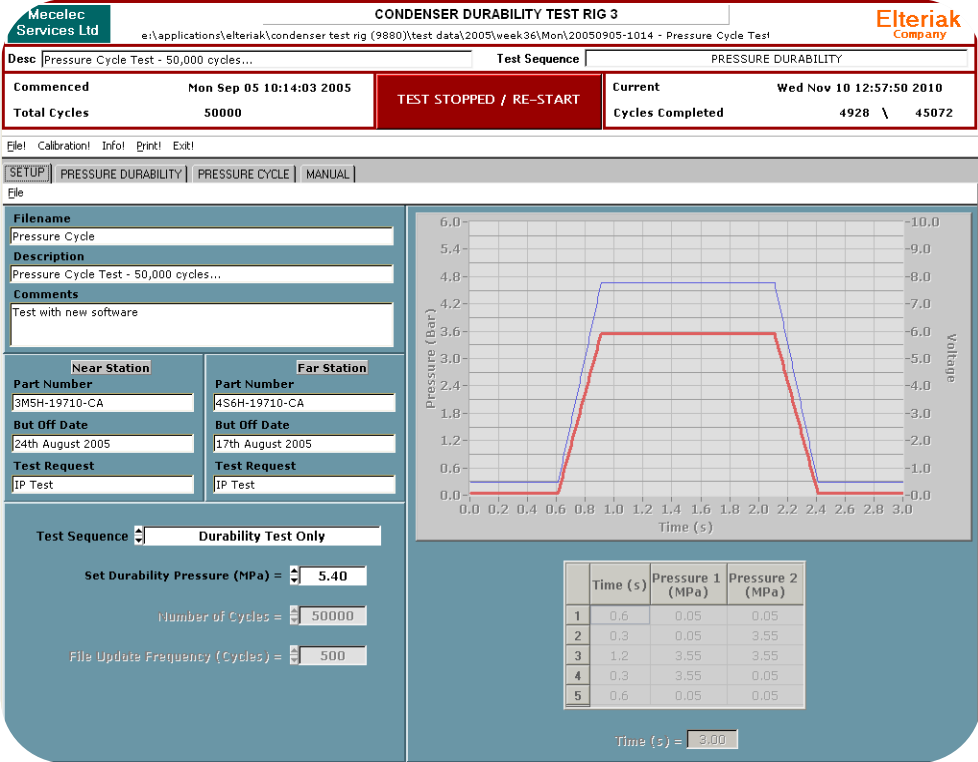 Mecelec
Services Ltd
CONDENSER DURABILITY TEST RIG 3
e:\applications\elteriak\condenser test rig (9880)\test data\2005\week36\Mon\20050905-1014 - Pressure Cycle Test
Elteriak
Company
Desc Pressure Cycle Test - 50,000 cycles...
Test Sequence PRESSURE DURABILITY
Commenced Mon Sep 05 10:14:03 2005
Total Cycles 50000
TEST STOPPED / RE-START
Current Wed Nov 10 12:57:50 2010
Cycles Completed 4928 \ 45072
File! Calibration! Info! Print! Exit!
SETUP PRESSURE DURABILITY PRESSURE CYCLE MANUAL
File
Filename
Pressure Cycle
Description
Pressure Cycle Test - 50,000 cycles...
Comments
Test with new software
Near Station
Part Number
3M5H-19710-CA
But Off Date
24th August 2005
Test Request
IP Test
Far Station
Part Number
4S6H-19710-CA
But Off Date
17th August 2005
Test Request
IP Test
Test Sequence Durability Test Only
Set Durability Pressure (MPa) = 5.40
Number of Cycles = 50000
File Update Frequency (Cycles) = 500
Pressure (Bar)
6.0
5.4
4.8
4.2
3.6
3.0
2.4
1.8
1.2
0.6
0.0
10.0
9.0
8.0
7.0
6.0
5.0
4.0
3.0
2.0
1.0
0.0
Voltage
0.0 0.2 0.4 0.6 0.8 1.0 1.2 1.4 1.6 1.8 2.0 2.2 2.4 2.6 2.8 3.0
Time (s)
Time (s) Pressure 1 (MPa) Pressure 2 (MPa)
1 0.6 0.05 0.05
2 0.3 0.05 3.55
3 1.2 3.55 3.55
4 0.3 3.55 0.05
5 0.6 0.05 0.05
Time (s) = 3.00